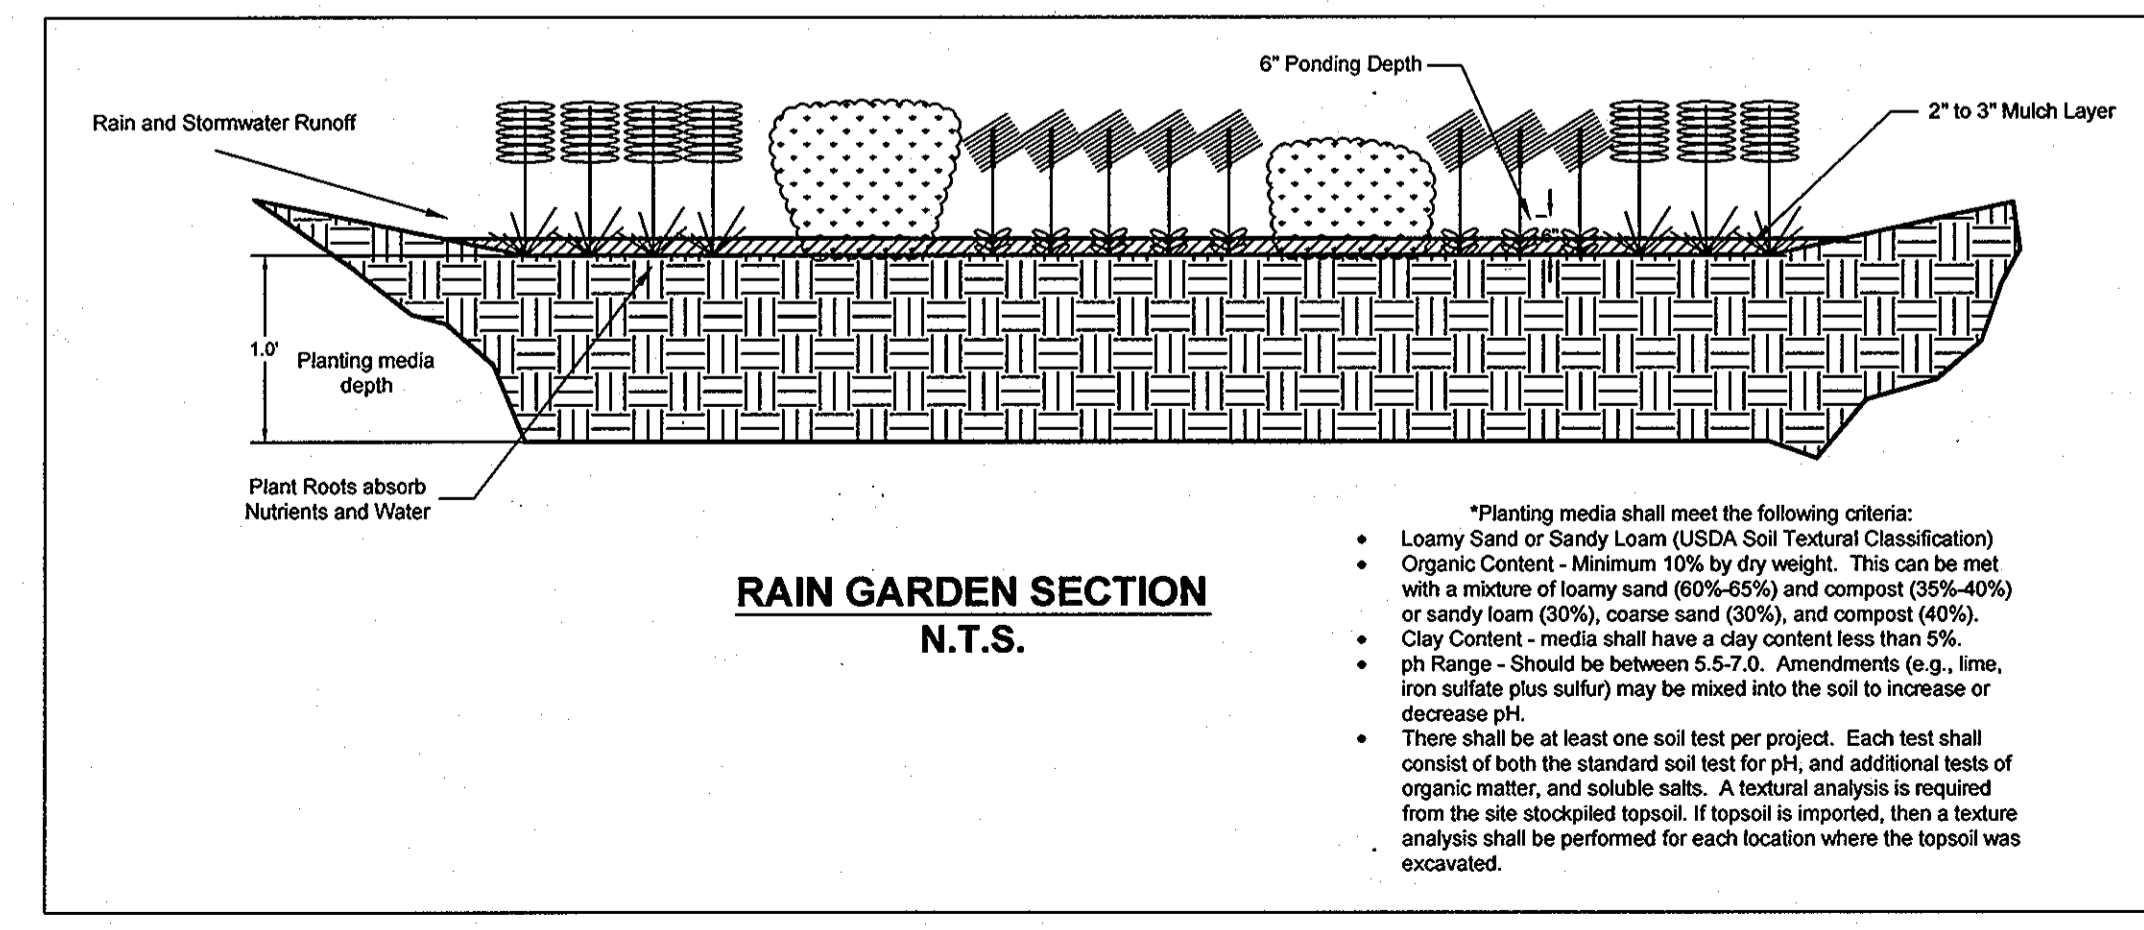 6" Ponding Depth
Rain and Stormwater Runoff
2" to 3" Mulch Layer
6"
1.0'
Planting media
depth
Plant Roots absorb
Nutrients and Water
RAIN GARDEN SECTION
N.T.S.
*Planting media shall meet the following criteria:
• Loamy Sand or Sandy Loam (USDA Soil Textural Classification)
• Organic Content - Minimum 10% by dry weight. This can be met
with a mixture of loamy sand (60%-65%) and compost (35%-40%)
or sandy loam (30%), coarse sand (30%), and compost (40%).
• Clay Content - media shall have a clay content less than 5%.
• ph Range - Should be between 5.5-7.0. Amendments (e.g., lime,
iron sulfate plus sulfur) may be mixed into the soil to increase or
decrease pH.
• There shall be at least one soil test per project. Each test shall
consist of both the standard soil test for pH, and additional tests of
organic matter, and soluble salts. A textural analysis is required
from the site stockpiled topsoil. If topsoil is imported, then a texture
analysis shall be performed for each location where the topsoil was
excavated.